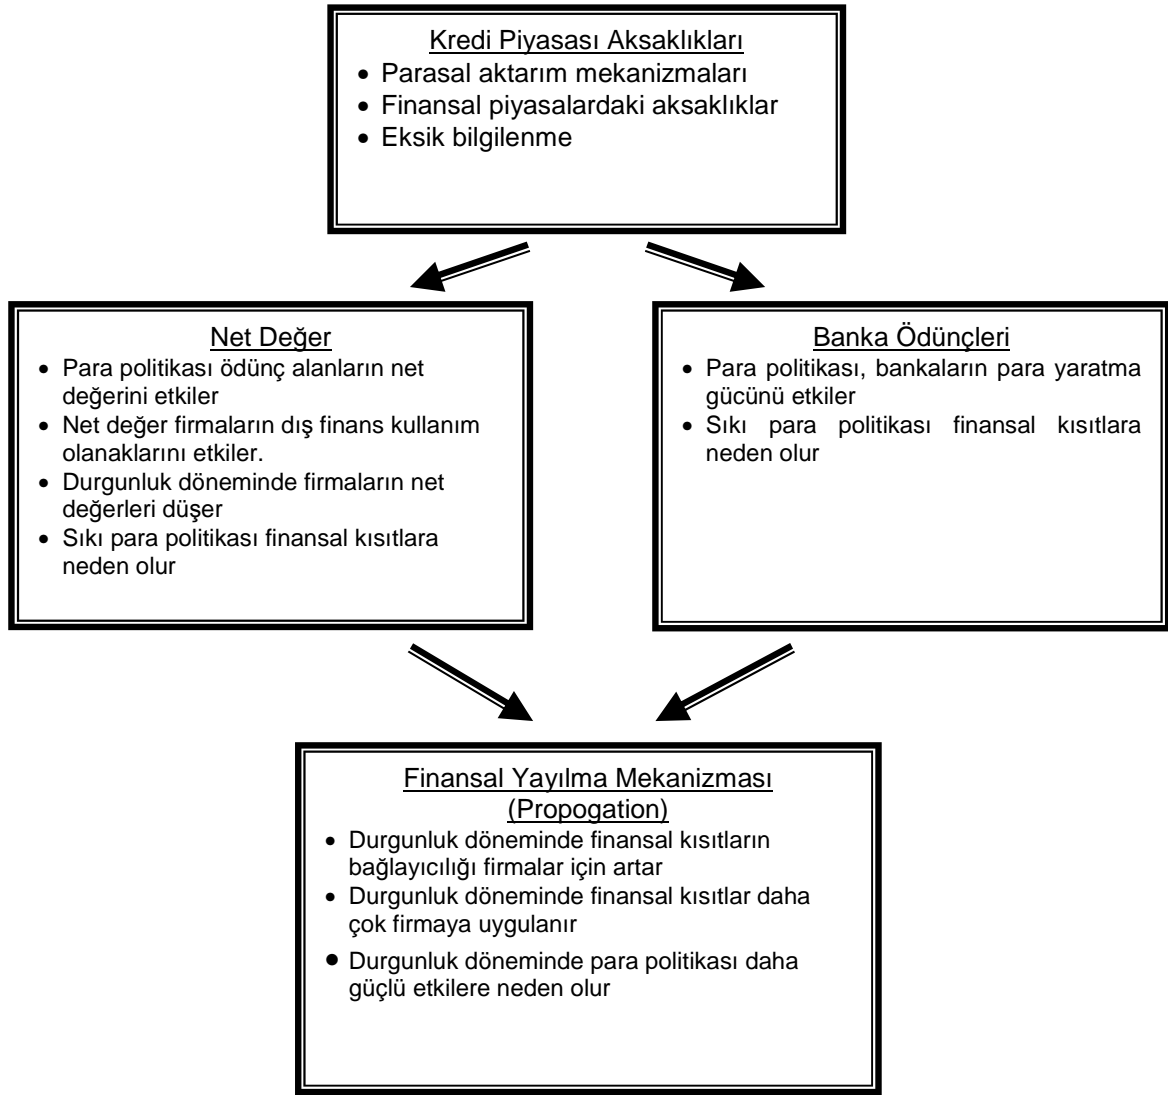 Kredi Piyasası Aksaklıkları
• Parasal aktarım mekanizmaları
• Finansal piyasalardaki aksaklıklar
• Eksik bilgilenme
Net Değer
• Para politikası ödünç alanların net
değerini etkiler
• Net değer firmaların dış finans kullanım
olanaklarını etkiler.
• Durgunluk döneminde firmaların net
değerleri düşer
• Sıkı para politikası finansal kısıtlara
neden olur
Banka Ödünçleri
• Para politikası, bankaların para yaratma
gücünü etkiler
• Sıkı para politikası finansal kısıtlara
neden olur
Finansal Yayılma Mekanizması
(Propogation)
• Durgunluk döneminde finansal kısıtların
bağlayıcılığı firmalar için artar
• Durgunluk döneminde finansal kısıtlar daha
çok firmaya uygulanır
• Durgunluk döneminde para politikası daha
güçlü etkilere neden olur